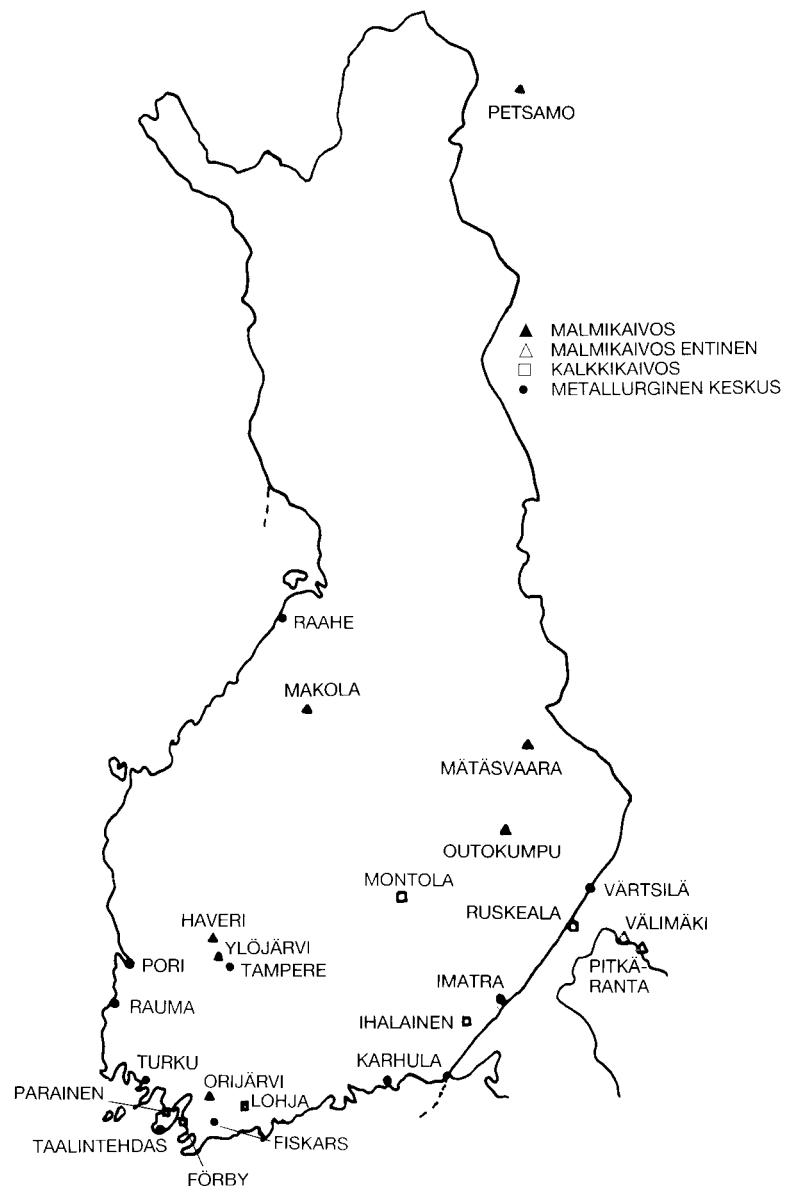 PETSAMO
MALMIKAIVOS
MALMIKAIVOS ENTINEN
KALKKIKAIVOS
METALLURGINEN KESKUS
RAAHE
MAKOLA
MÄTÄSVAARA
OUTOKUMPU
MONTOLA
VÄRTSILÄ
RUSKEALA
HAVERI
VÄLIMÄKI
YLÖJÄRVI
PORI
TAMPERE
PITKÄ-
RANTA
IMATRA
RAUMA
IHALAINEN
TURKU
KARHULA
ORIJÄRVI
PARAINEN
LOHJA
TAALINTEHDAS
FISKARS
FÖRBY